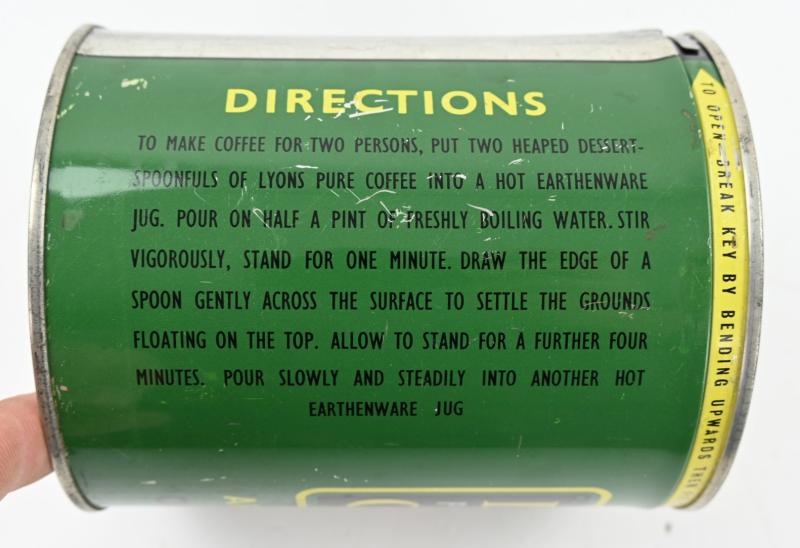 DIRECTIONS
TO MAKE COFFEE FOR TWO PERSONS, PUT TWO HEAPED DESSERT-
SPOONFULS OF LYONS PURE COFFEE INTO A HOT EARTHENWARE
JUG. POUR ON HALF A PINT OF FRESHLY BOILING WATER. STIR
VIGOROUSLY, STAND FOR ONE MINUTE. DRAW THE EDGE OF A
SPOON GENTLY ACROSS THE SURFACE TO SETTLE THE GROUNDS
FLOATING ON THE TOP. ALLOW TO STAND FOR A FURTHER FOUR
MINUTES. POUR SLOWLY AND STEADILY INTO ANOTHER HOT
EARTHENWARE JUG
TO OPEN—BREAK KEY BY BENDING UPWARDS THEN